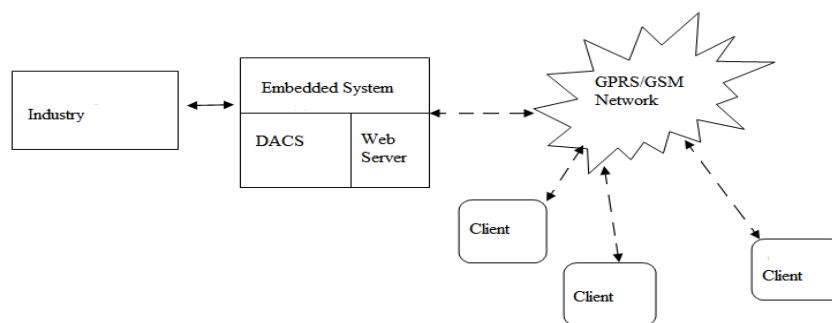 Industry
Embedded System
DACS
Web
Server
GPRS/GSM
Network
Client
Client
Client